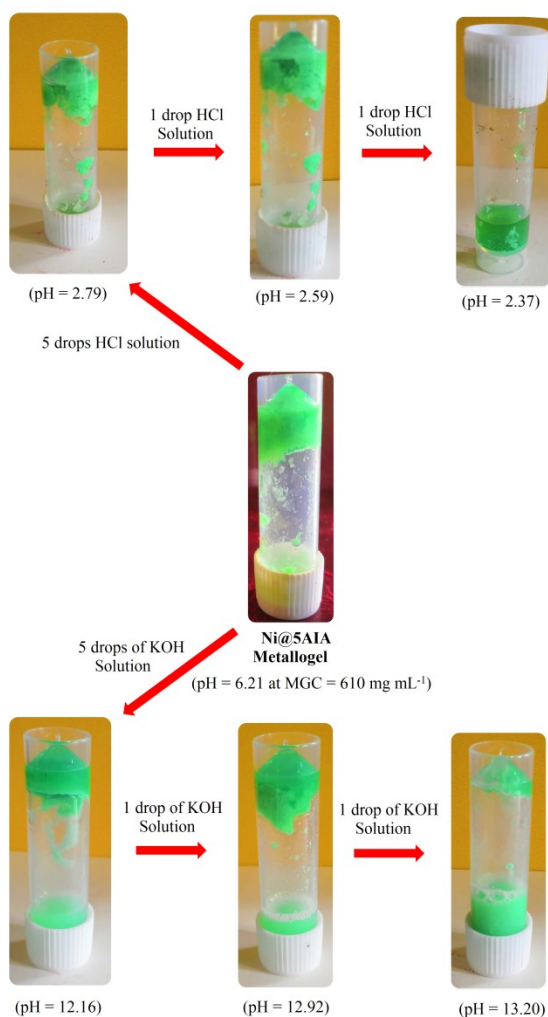 1 drop HCl
Solution
1 drop HCl
Solution
(pH = 2.79)
(pH = 2.59)
(pH = 2.37)
5 drops HCl solution
5 drops of KOH
Solution
Ni@5AIA
Metallogel
(pH = 6.21 at MGC = 610 mg mL⁻¹)
1 drop of KOH
Solution
1 drop of KOH
Solution
(pH = 12.16)
(pH = 12.92)
(pH = 13.20)